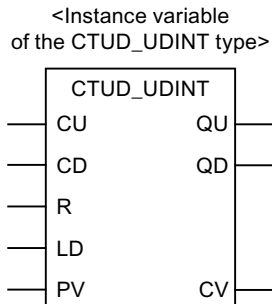 <Instance variable
of the CTUD_UDINT type>
CTUD_UDINT
CU QU
CD QD
R
LD
PV CV